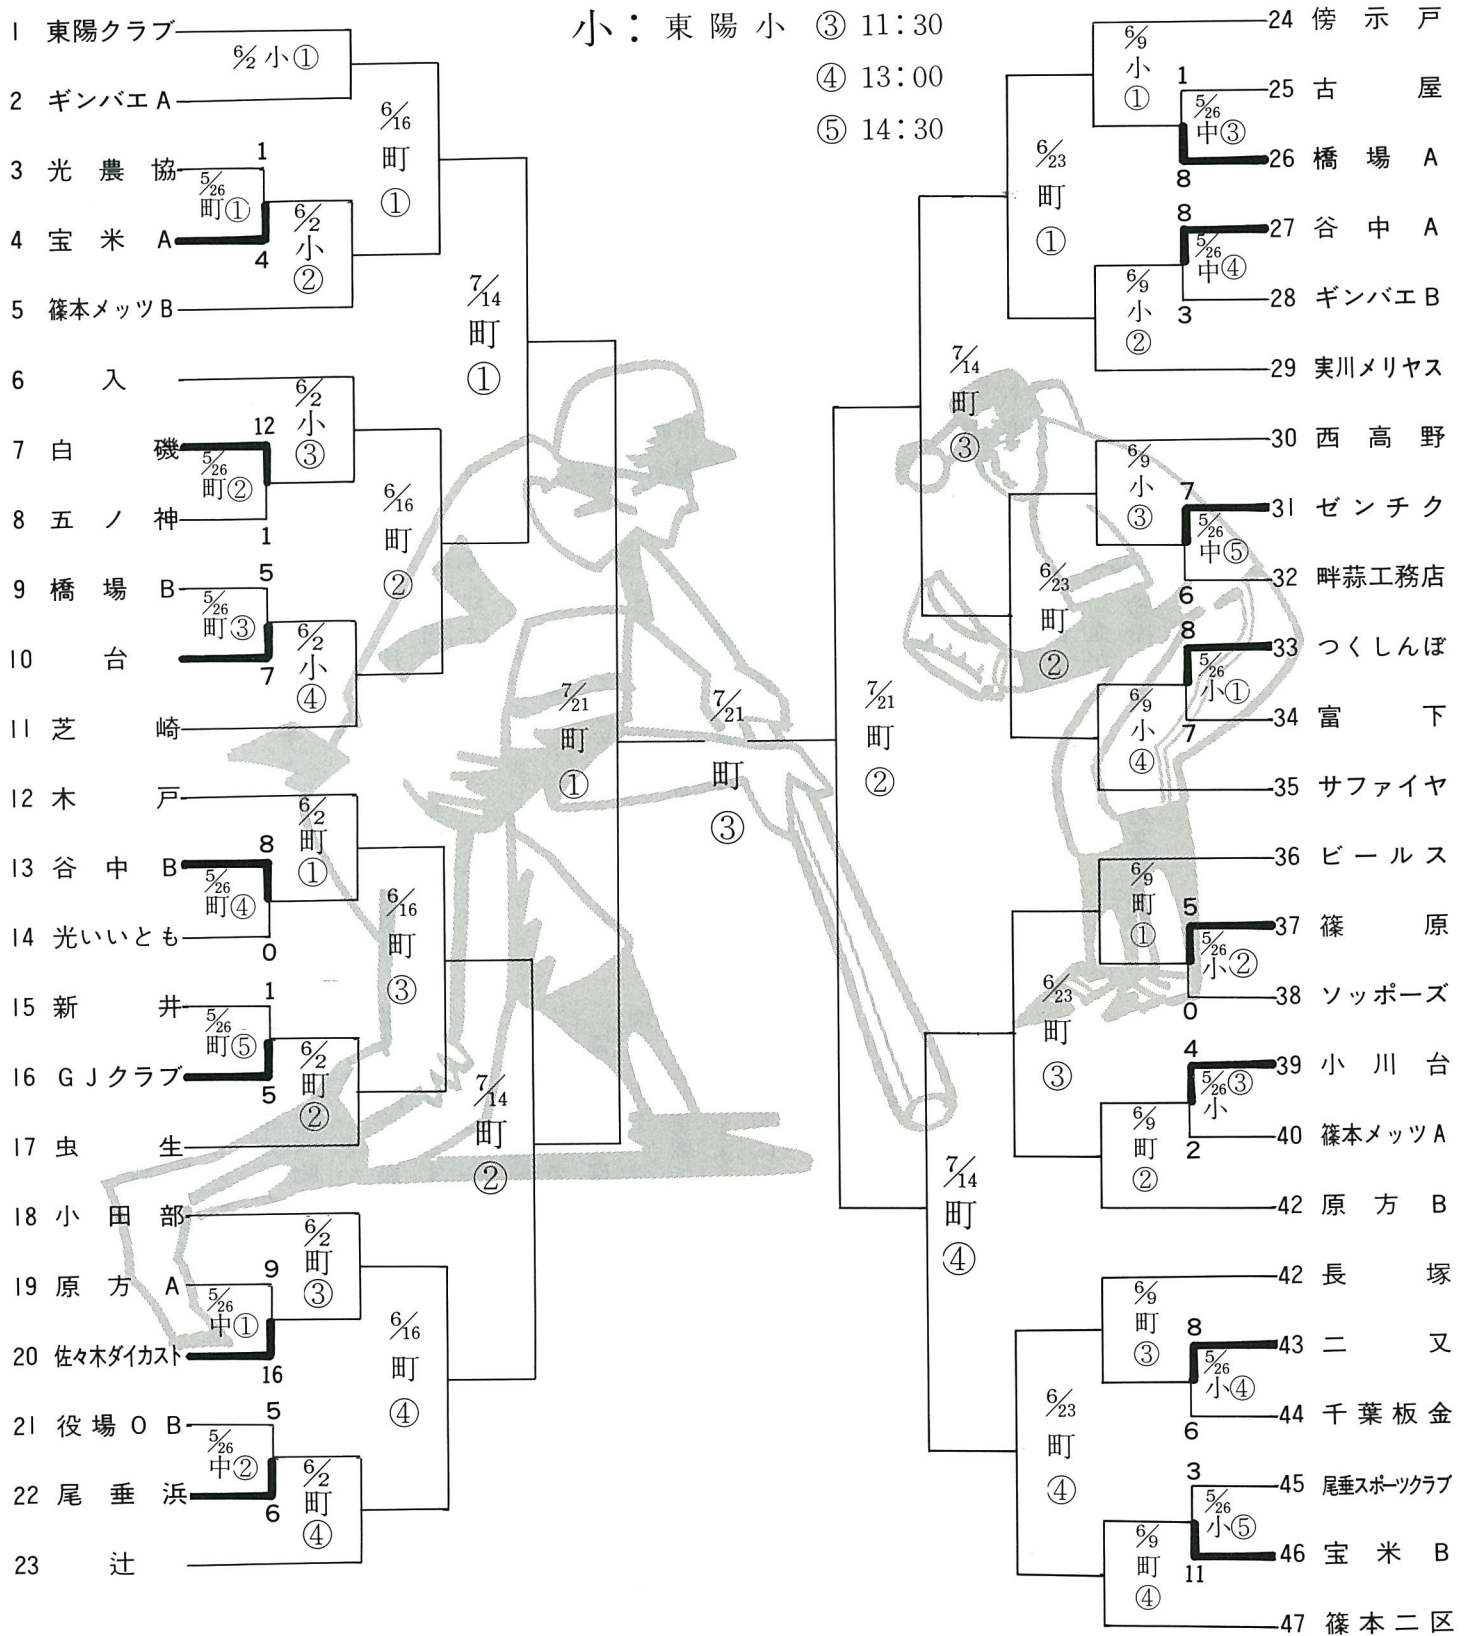 小：東陽小 ③ 11：30
④ 13：00
⑤ 14：30
1 東陽クラブ
6/2 小①
2 ギンバエA
6/16
町
①
3 光農協
1
5/26
町①
4 宝米A
4
6/2
小
②
5 篠本メッツB
7/14
町
①
6 入
6/2
小
③
7 白磯
12
5/26
町②
8 五ノ神
1
6/16
町
②
9 橋場B
5
5/26
町③
10 台
7
6/2
小
④
11 芝崎
7/21
町
①
12 木戸
6/2
町
①
13 谷中B
8
5/26
町④
14 光いいとも
0
6/16
町
③
15 新井
1
5/26
町⑤
16 GJクラブ
5
6/2
町
②
17 虫生
7/14
町
②
18 小田部
6/2
町
③
19 原方A
9
5/26
中①
20 佐々木ダイカスト
16
6/16
町
④
21 役場OB
5
5/26
中②
22 尾垂浜
6
6/2
町
④
23 辻
7/21
町
③
24 傍示戸
6/9
小
①
25 古屋
1
5/26
中③
26 橋場A
8
6/23
町
①
27 谷中A
8
5/26
中④
28 ギンバエB
3
6/9
小
②
29 実川メリヤス
7/14
町
③
30 西高野
6/9
小
③
31 ゼンチク
7
5/26
中⑤
32 畔蒜工務店
6
6/23
町
②
33 つくしんぼ
8
5/26
小①
34 富下
7
6/9
小
④
35 サファイヤ
7/21
町
②
36 ビールス
6/9
町
①
37 篠原
5
5/26
小②
38 ソッポーズ
0
6/23
町
③
39 小川台
4
5/26
小③
40 篠本メッツA
2
6/9
町
②
42 原方B
7/14
町
④
42 長塚
6/9
町
③
43 二又
8
5/26
小④
44 千葉板金
6
6/23
町
④
45 尾垂スポーツクラブ
3
5/26
小⑤
46 宝米B
11
6/9
町
④
47 篠本二区